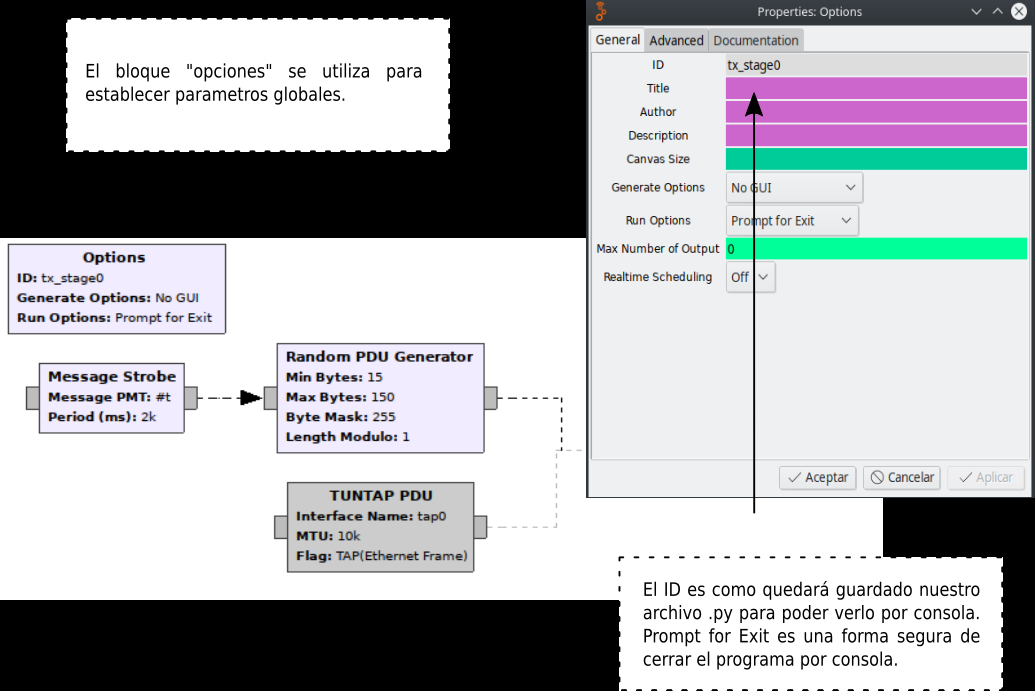 El bloque "opciones" se utiliza para
establecer parametros globales.
Properties: Options
General Advanced Documentation
ID tx_stage0
Title
Author
Description
Canvas Size
Generate Options No GUI
Run Options Prompt for Exit
Max Number of Output 0
Realtime Scheduling Off
Aceptar Cancelar Aplicar
Options
ID: tx_stage0
Generate Options: No GUI
Run Options: Prompt for Exit
Message Strobe
Message PMT: #t
Period (ms): 2k
Random PDU Generator
Min Bytes: 15
Max Bytes: 150
Byte Mask: 255
Length Modulo: 1
TUNTAP PDU
Interface Name: tap0
MTU: 10k
Flag: TAP(Ethernet Frame)
El ID es como quedará guardado nuestro
archivo .py para poder verlo por consola.
Prompt for Exit es una forma segura de
cerrar el programa por consola.